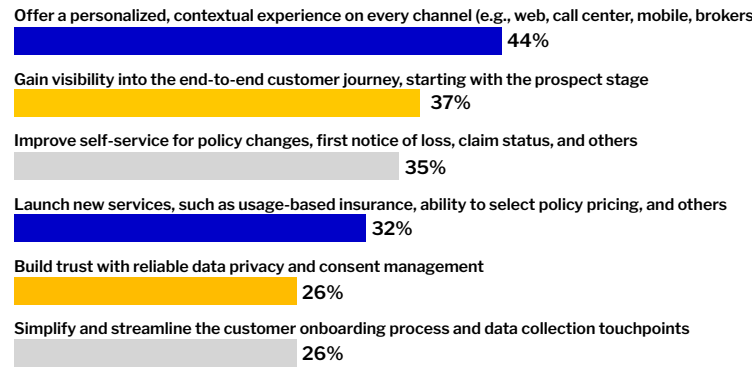 Offer a personalized, contextual experience on every channel (e.g., web, call center, mobile, brokers
44%
Gain visibility into the end-to-end customer journey, starting with the prospect stage
37%
Improve self-service for policy changes, first notice of loss, claim status, and others
35%
Launch new services, such as usage-based insurance, ability to select policy pricing, and others
32%
Build trust with reliable data privacy and consent management
26%
Simplify and streamline the customer onboarding process and data collection touchpoints
26%